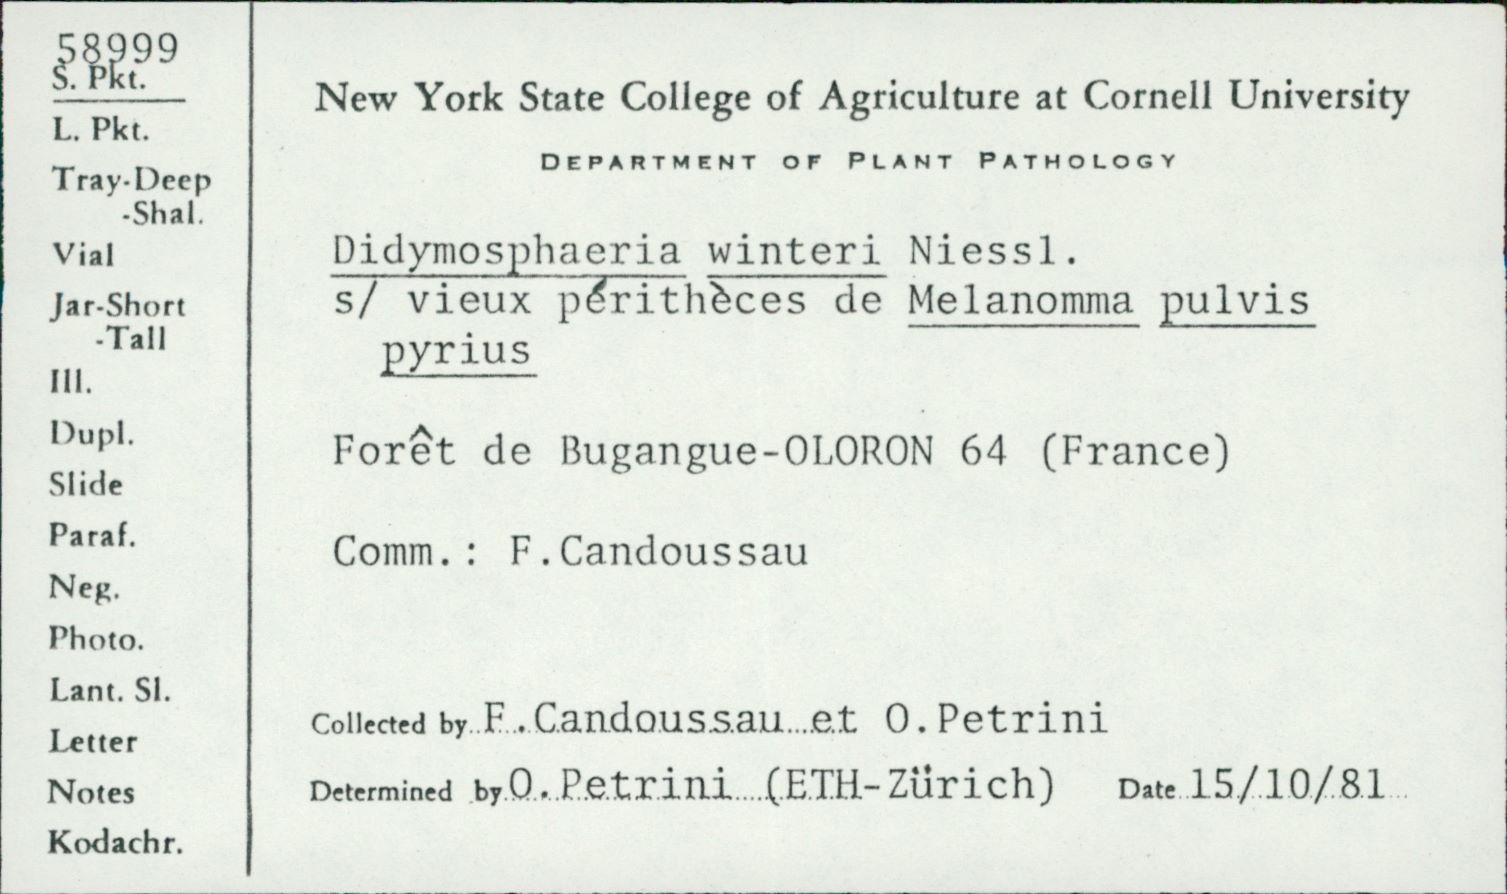 58999
S. Pkt.
L. Pkt.
Tray-Deep
-Shal.
Vial
Jar-Short
-Tall
Ill.
Dupl.
Slide
Paraf.
Neg.
Photo.
Lant. Sl.
Letter
Notes
Kodachr.
New York State College of Agriculture at Cornell University
DEPARTMENT OF PLANT PATHOLOGY
Didymosphaeria winteri Niessl.
s/ vieux périthèces de Melanomma pulvis
pyrius
Forêt de Bugangue-OLORON 64 (France)
Comm.: F.Candoussau
Collected by F.Candoussau et O.Petrini
Determined by O.Petrini (ETH-Zürich) Date 15/10/81